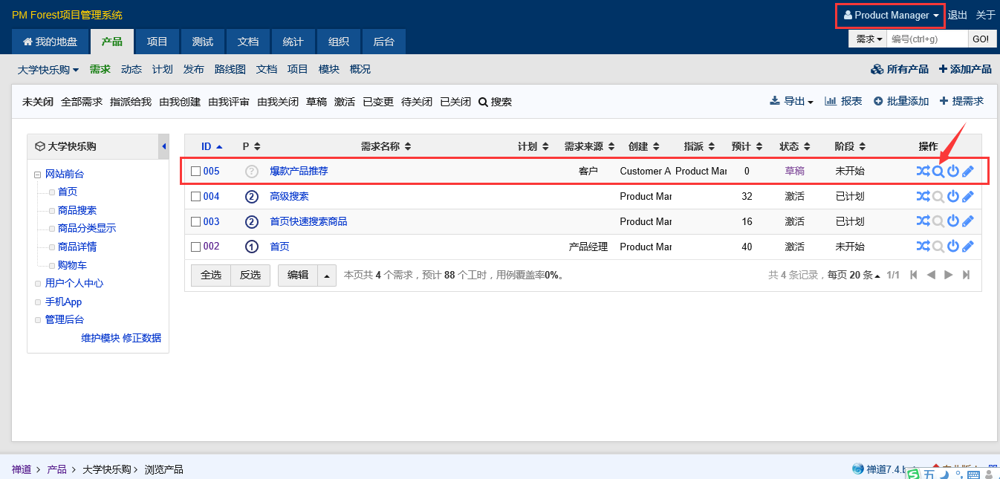 PM Forest项目管理系统
Product Manager 退出 关于
我的地盘 产品 项目 测试 文档 统计 组织 后台
需求 编号(ctrl+g) GO!
大学快乐购 需求 动态 计划 发布 路线图 文档 项目 模块 概况 所有产品 添加产品
未关闭 全部需求 指派给我 由我创建 由我评审 由我关闭 草稿 激活 已变更 待关闭 已关闭 搜索 导出 报表 批量添加 提需求
大学快乐购
网站前台
首页
商品搜索
商品分类显示
商品详情
购物车
用户个人中心
手机App
管理后台
维护模块 修正数据
ID P 需求名称 计划 需求来源 创建 指派 预计 状态 阶段 操作
005 ? 爆款产品推荐 客户 Customer A Product Mar 0 草稿 未开始
004 2 高级搜索 Product Mar 32 激活 已计划
003 2 首页快速搜索商品 Product Mar 16 激活 已计划
002 1 首页 产品经理 Product Mar 40 激活 未开始
全选 反选 编辑 本页共 4 个需求，预计 88 个工时，用例覆盖率0%。 共 4 条记录，每页 20 条 1/1
禅道 > 产品 > 大学快乐购 > 浏览产品 禅道7.4.b
五